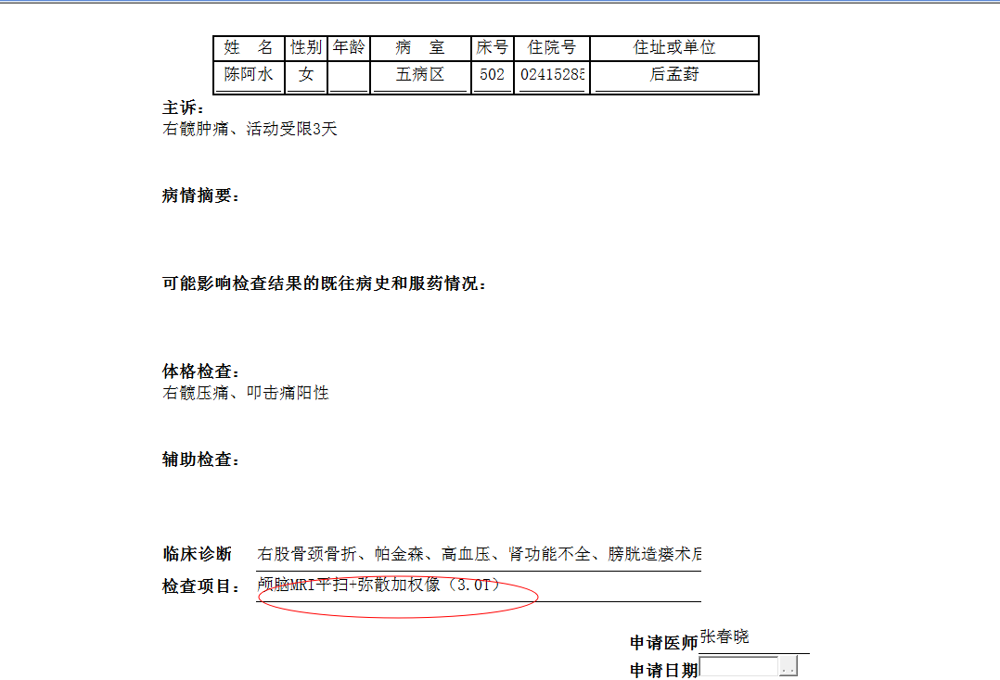 姓 名 性别 年龄 病 室 床号 住院号 住址或单位
陈阿水 女 五病区 502 02415285 后孟葑
主诉：
右髋肿痛、活动受限3天
病情摘要：
可能影响检查结果的既往病史和服药情况：
体格检查：
右髋压痛、叩击痛阳性
辅助检查：
临床诊断 右股骨颈骨折、帕金森、高血压、肾功能不全、膀胱造瘘术后
检查项目： 颅脑MRI平扫+弥散加权像（3.0T）
申请医师 张春晓
申请日期 ..